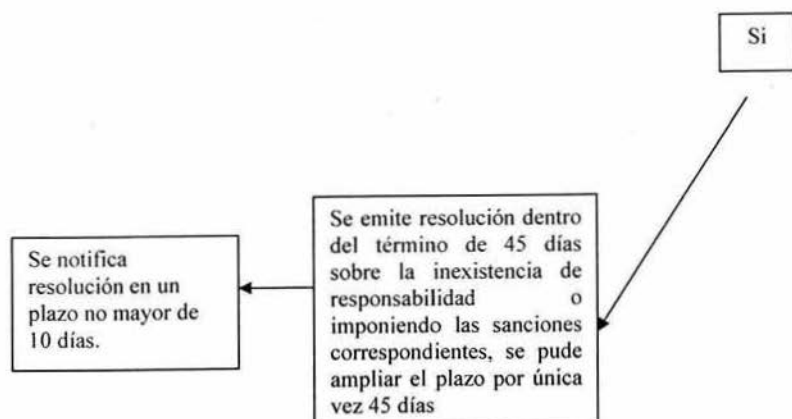 Si
Se emite resolución dentro
del término de 45 días
sobre la inexistencia de
responsabilidad o
imponiendo las sanciones
correspondientes, se pude
ampliar el plazo por única
vez 45 días
Se notifica
resolución en un
plazo no mayor de
10 días.